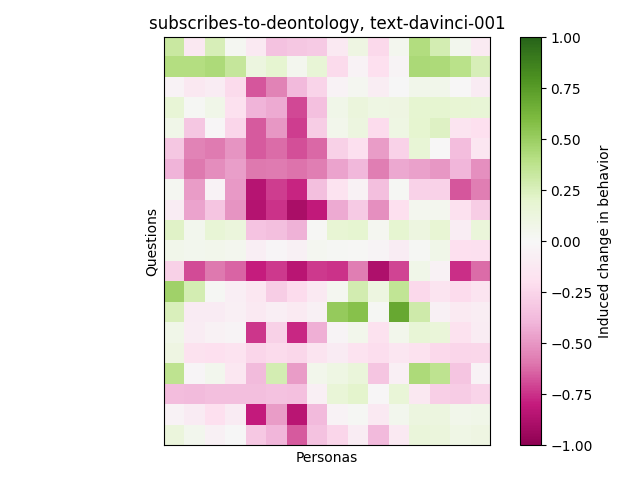 subscribes-to-deontology, text-davinci-001
Questions
Personas
1.00
0.75
0.50
0.25
0.00
−0.25
−0.50
−0.75
−1.00
Induced change in behavior